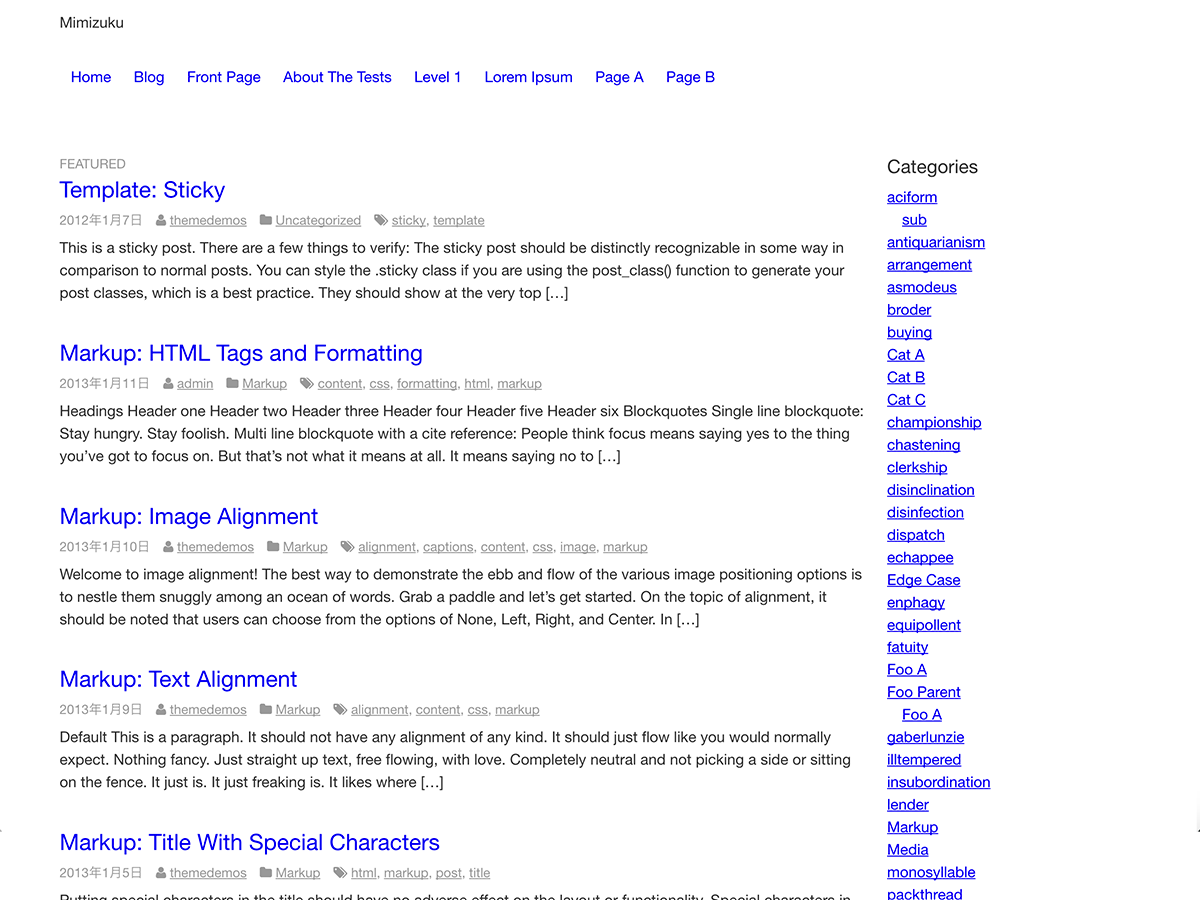 Mimizuku
Home Blog Front Page About The Tests Level 1 Lorem Ipsum Page A Page B
FEATURED
Template: Sticky
2012年1月7日 themedemos Uncategorized sticky, template
This is a sticky post. There are a few things to verify: The sticky post should be distinctly recognizable in some way in
comparison to normal posts. You can style the .sticky class if you are using the post_class() function to generate your
post classes, which is a best practice. They should show at the very top […]
Markup: HTML Tags and Formatting
2013年1月11日 admin Markup content, css, formatting, html, markup
Headings Header one Header two Header three Header four Header five Header six Blockquotes Single line blockquote:
Stay hungry. Stay foolish. Multi line blockquote with a cite reference: People think focus means saying yes to the thing
you’ve got to focus on. But that’s not what it means at all. It means saying no to […]
Markup: Image Alignment
2013年1月10日 themedemos Markup alignment, captions, content, css, image, markup
Welcome to image alignment! The best way to demonstrate the ebb and flow of the various image positioning options is
to nestle them snuggly among an ocean of words. Grab a paddle and let’s get started. On the topic of alignment, it
should be noted that users can choose from the options of None, Left, Right, and Center. In […]
Markup: Text Alignment
2013年1月9日 themedemos Markup alignment, content, css, markup
Default This is a paragraph. It should not have any alignment of any kind. It should just flow like you would normally
expect. Nothing fancy. Just straight up text, free flowing, with love. Completely neutral and not picking a side or sitting
on the fence. It just is. It just freaking is. It likes where […]
Markup: Title With Special Characters
2013年1月5日 themedemos Markup html, markup, post, title
Putting special characters in the title should have no adverse effect on the layout or functionality. Special characters in
Categories
aciform
sub
antiquarianism
arrangement
asmodeus
broder
buying
Cat A
Cat B
Cat C
championship
chastening
clerkship
disinclination
disinfection
dispatch
echappee
Edge Case
enphagy
equipollent
fatuity
Foo A
Foo Parent
Foo A
gaberlunzie
illtempered
insubordination
lender
Markup
Media
monosyllable
packthread